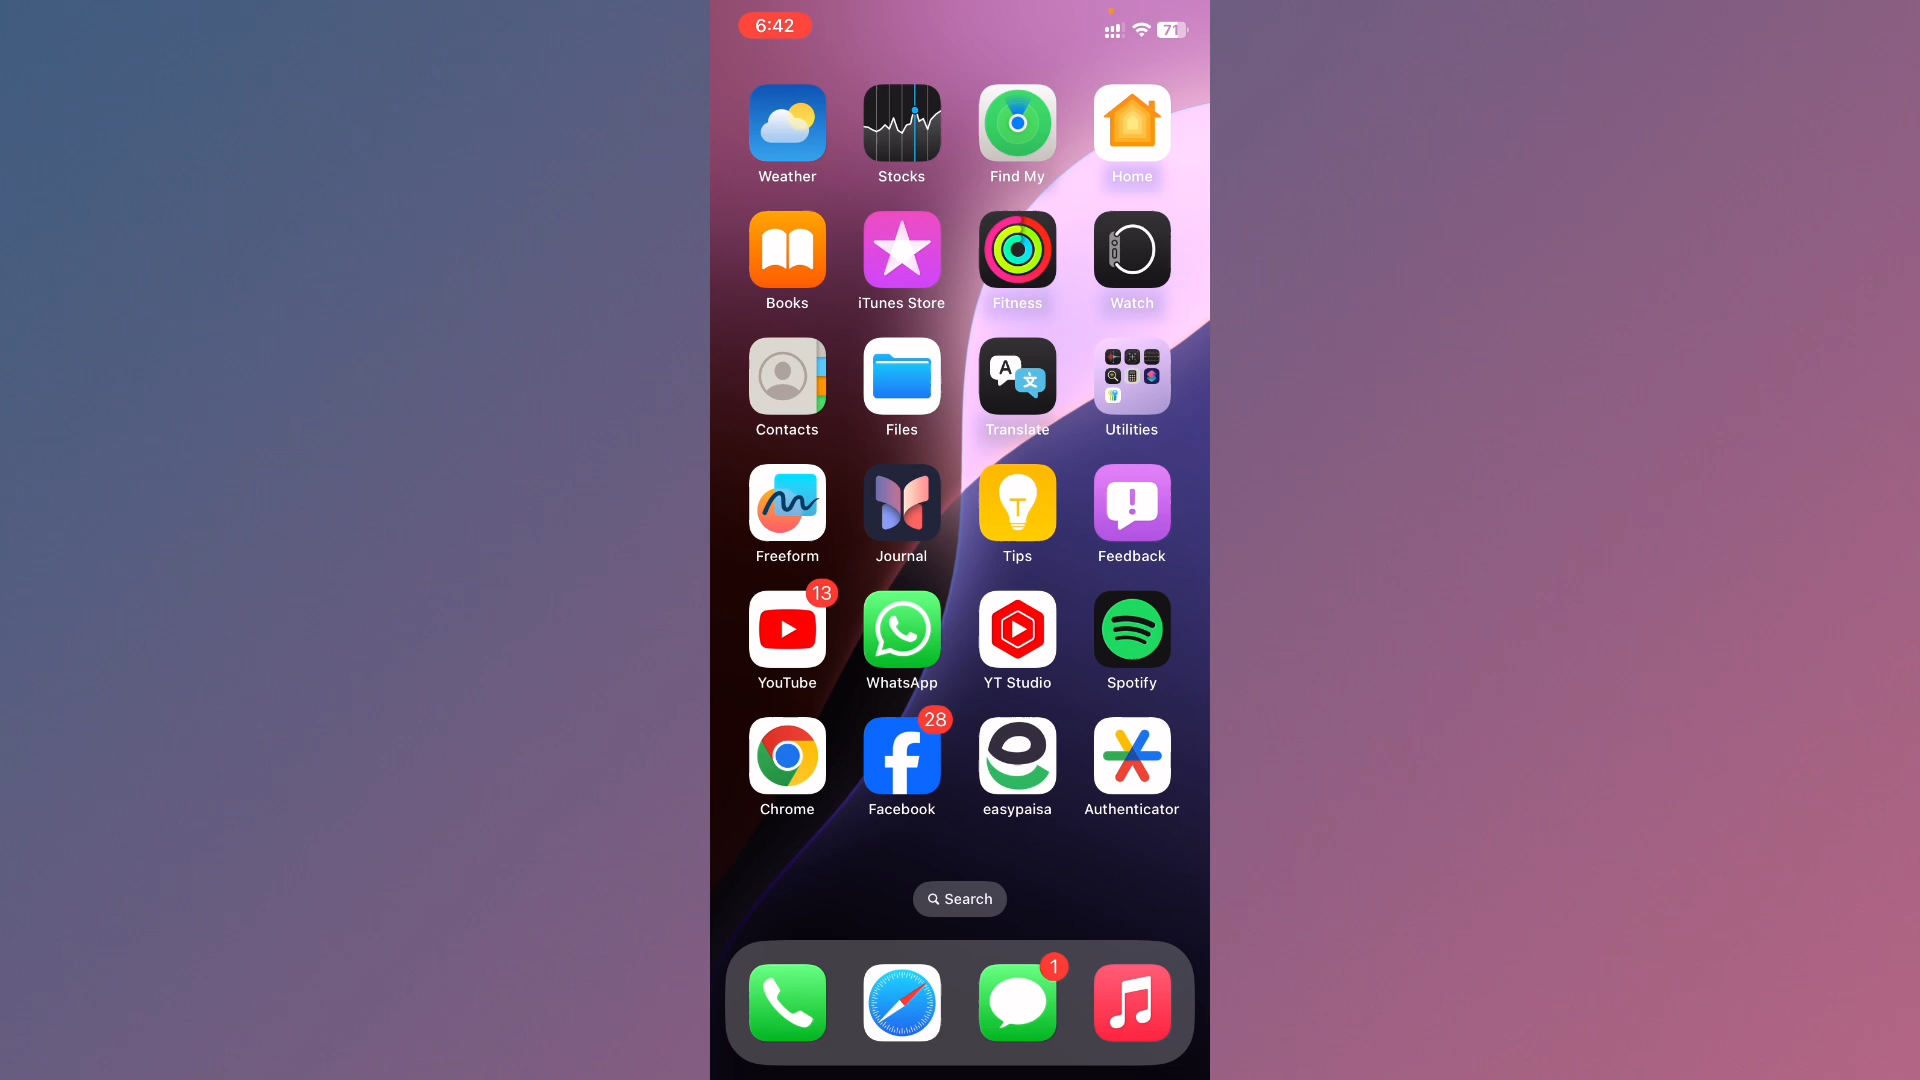 6:42
71
Weather Stocks Find My Home
Books iTunes Store Fitness Watch
A 文
Contacts Files Translate Utilities
T
Freeform Journal Tips Feedback
13
YouTube WhatsApp YT Studio Spotify
28
Chrome Facebook easypaisa Authenticator
Search
1